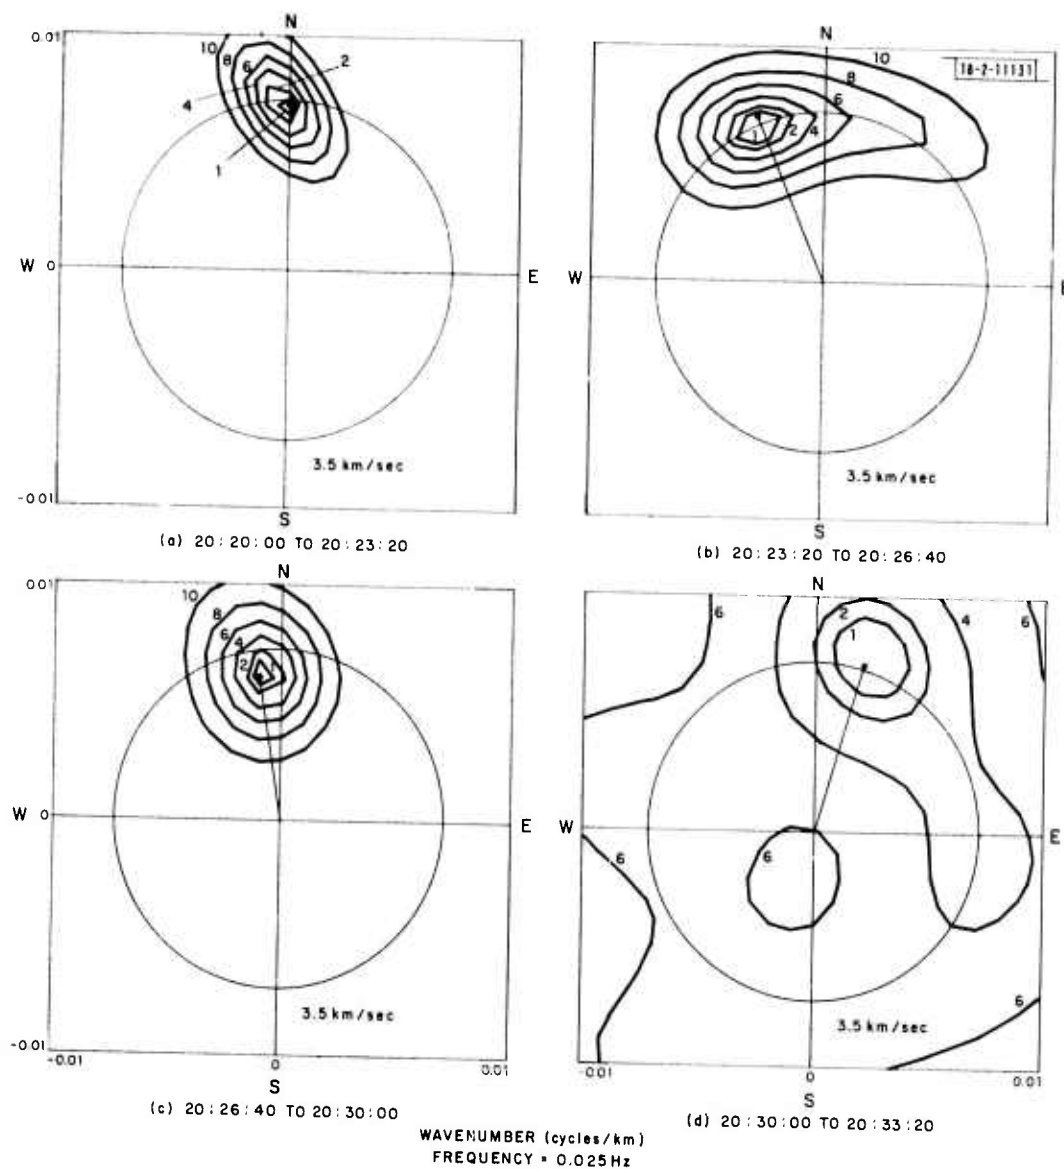 N
0.01
10
8
6
2
4
1
W 0
E
3.5 km/sec
-0.01
S
(a) 20:20:00 TO 20:23:20
N
10
18-2-11131
8
6
1 2 4
W
E
3.5 km/sec
S
(b) 20:23:20 TO 20:26:40
N
0.01
10
8
6
4
2
1
W 0
E
3.5 km/sec
-0.01
-0.01 0 0.01
S
(c) 20:26:40 TO 20:30:00
N
6
2
1
4
6
W
E
6
6
6
3.5 km/sec
-0.01 0 0.01
S
(d) 20:30:00 TO 20:33:20
WAVENUMBER (cycles/km)
FREQUENCY = 0.025 Hz